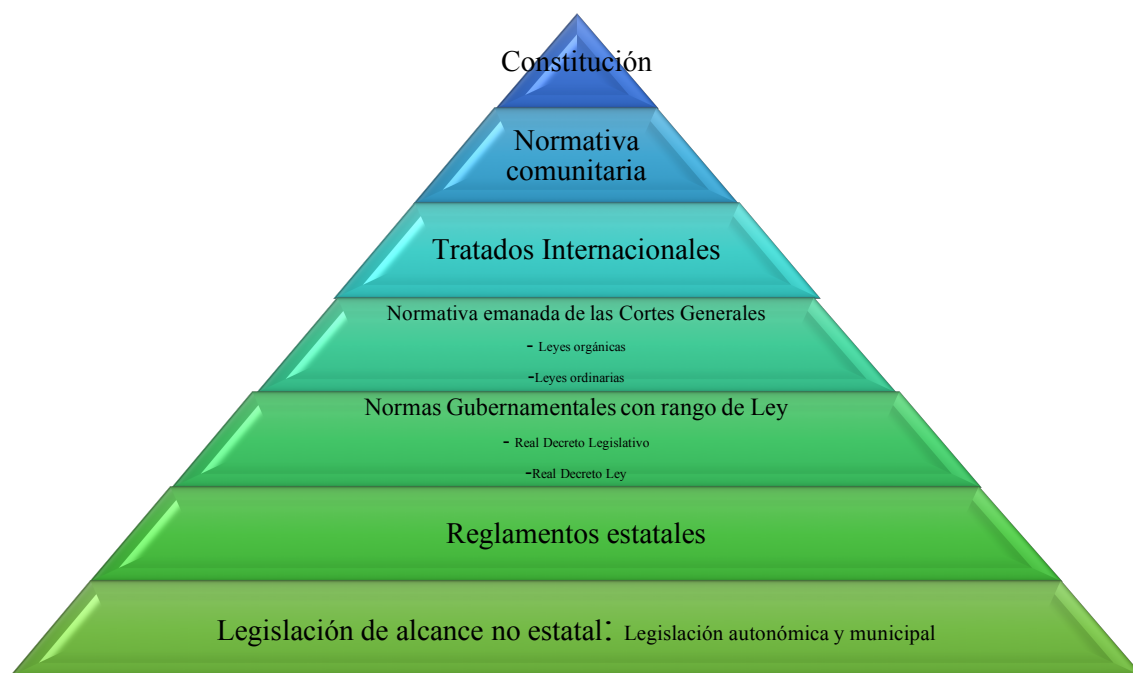 Constitución
Normativa
comunitaria
Tratados Internacionales
Normativa emanada de las Cortes Generales
- Leyes orgánicas
-Leyes ordinarias
Normas Gubernamentales con rango de Ley
- Real Decreto Legislativo
-Real Decreto Ley
Reglamentos estatales
Legislación de alcance no estatal: Legislación autonómica y municipal